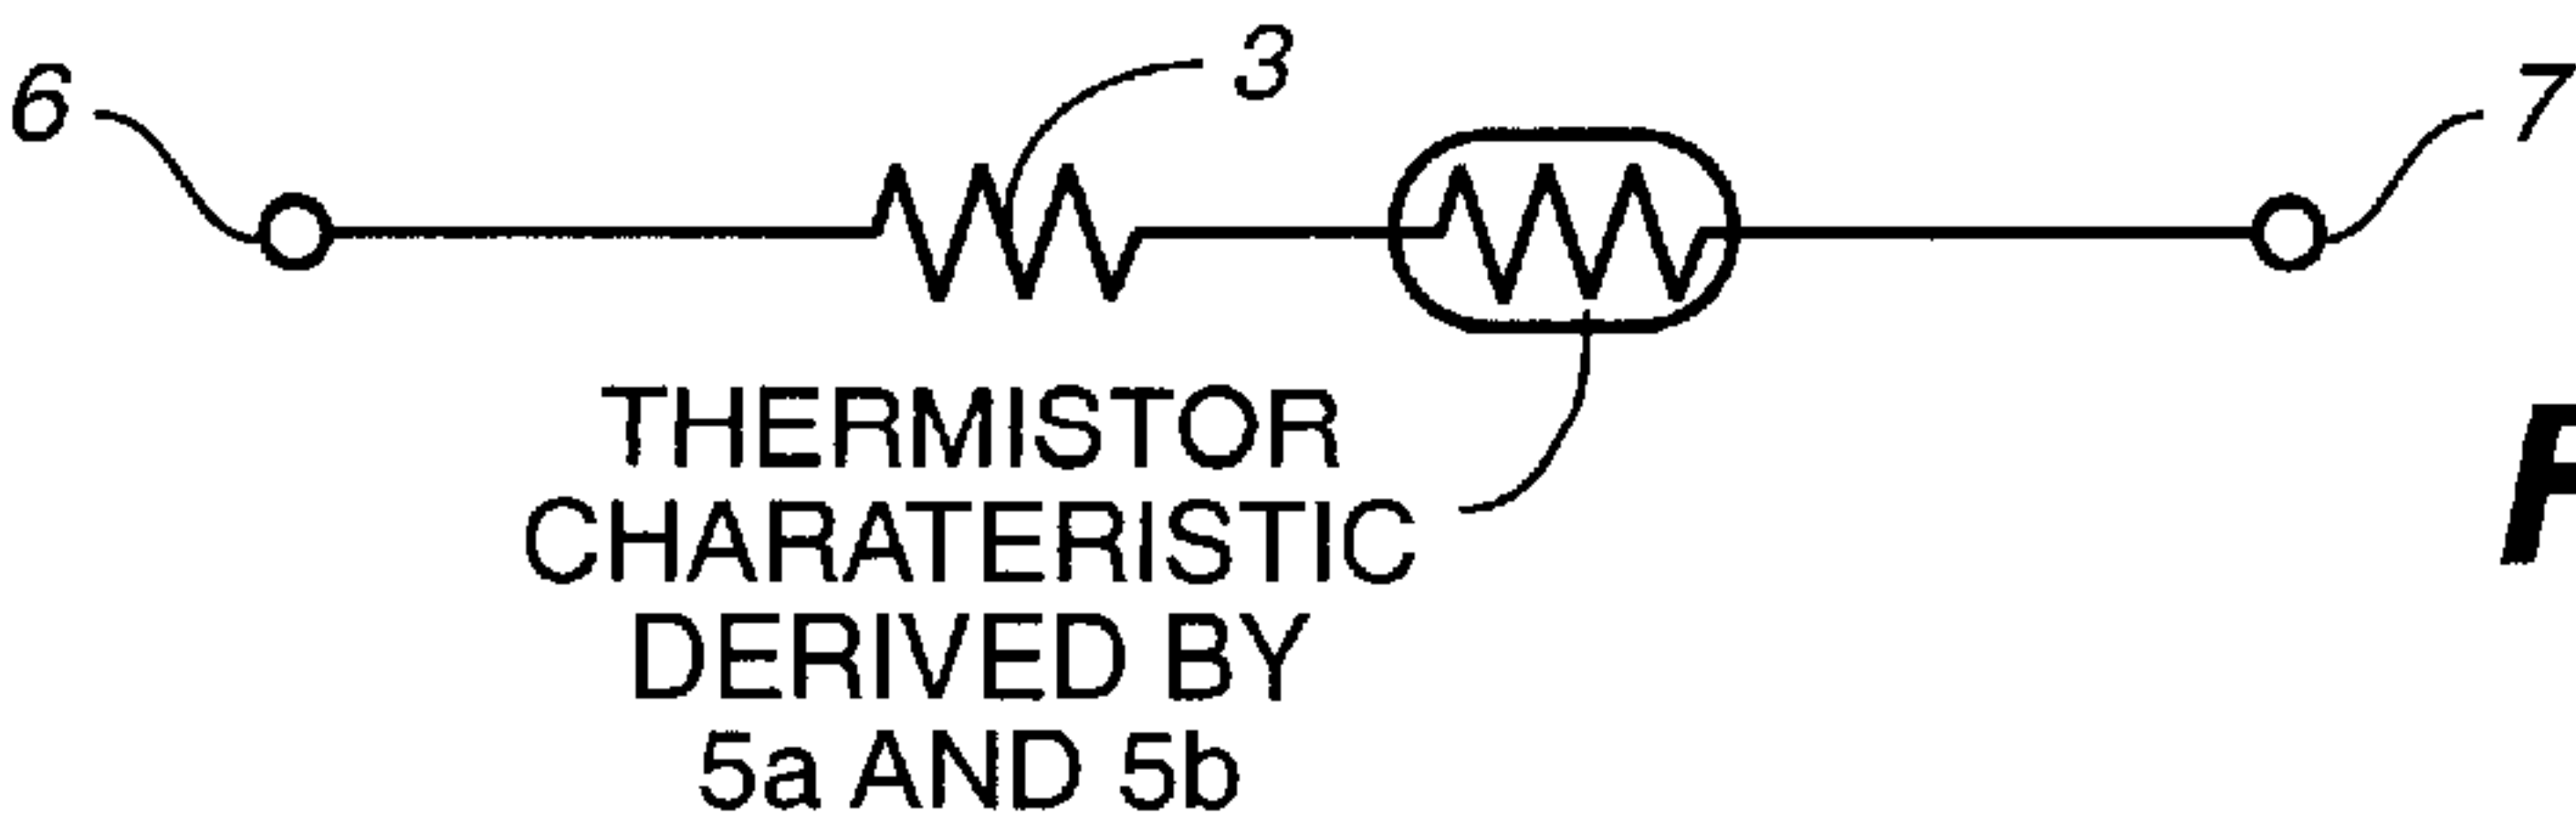 6
3
7
THERMISTOR
CHARATERISTIC
DERIVED BY
5a AND 5b